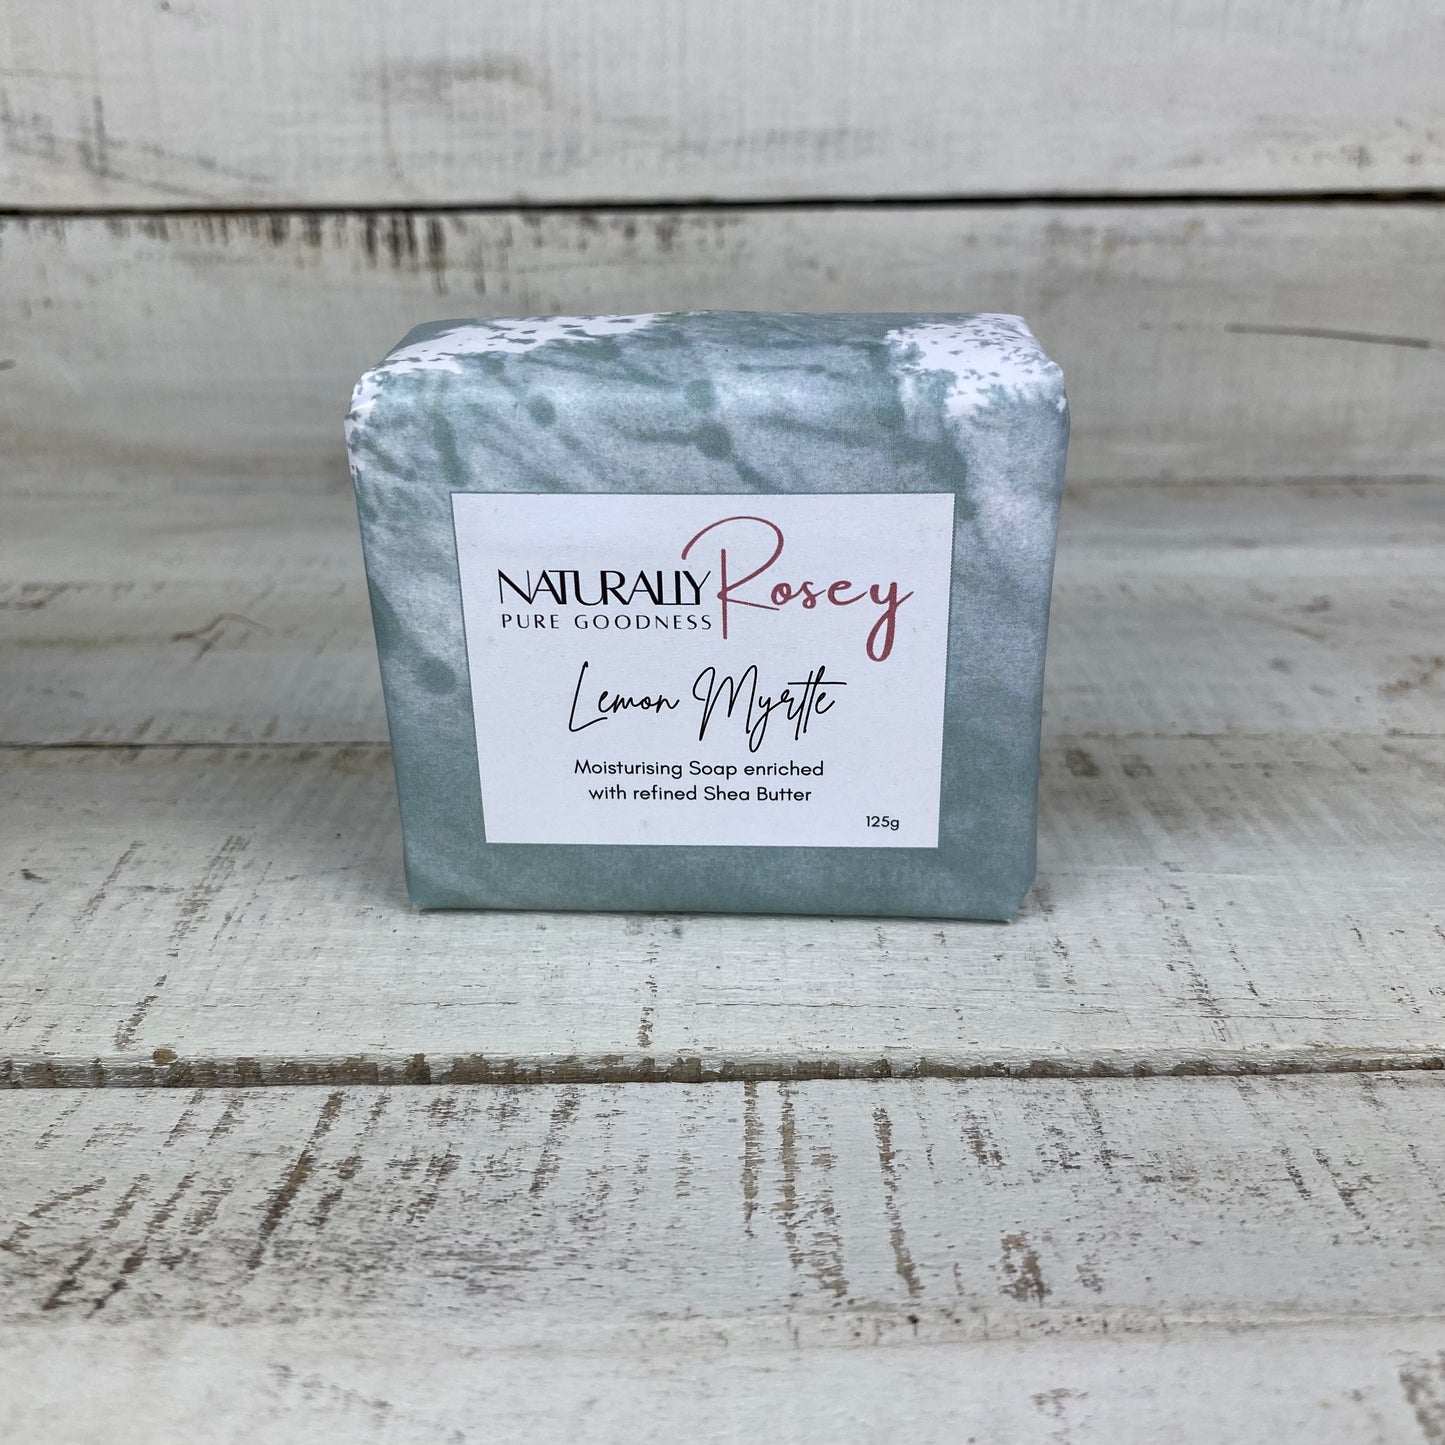 NATURALLY Rosey
PURE GOODNESS
Lemon Myrtle
Moisturising Soap enriched
with refined Shea Butter
125g